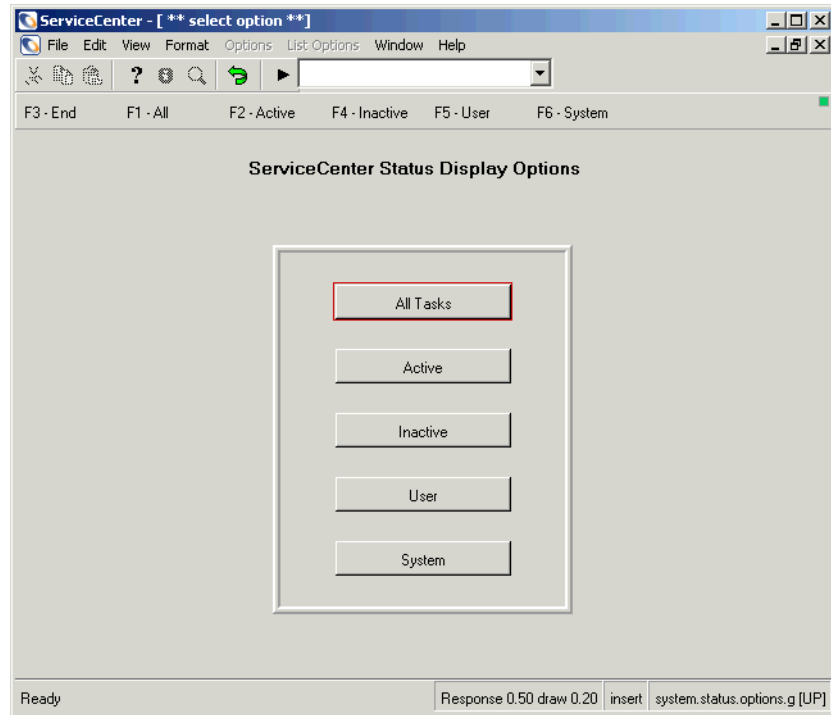 ServiceCenter - [ ** select option **]
File Edit View Format Options List Options Window Help
?
F3 - End F1 - All F2 - Active F4 - Inactive F5 - User F6 - System
ServiceCenter Status Display Options
All Tasks
Active
Inactive
User
System
Ready Response 0.50 draw 0.20 insert system.status.options.g [UP]